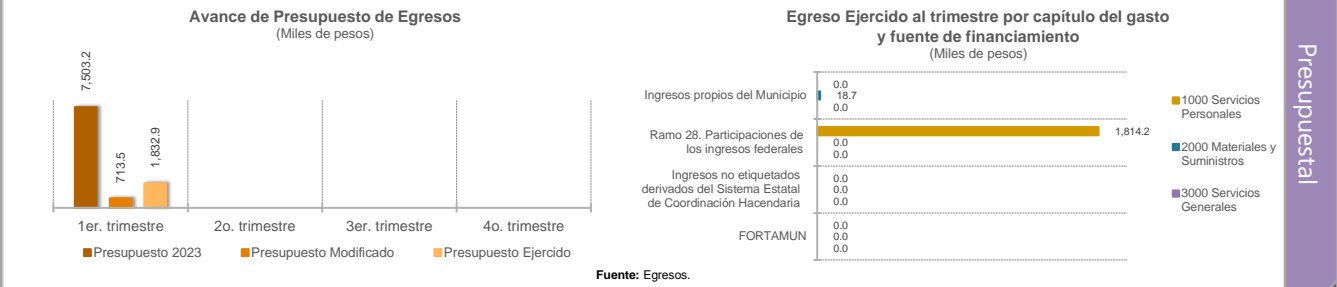 Avance de Presupuesto de Egresos
(Miles de pesos)
7,503.2
713.5
1,832.9
1er. trimestre
2o. trimestre
3er. trimestre
4o. trimestre
Presupuesto 2023
Presupuesto Modificado
Presupuesto Ejercido
Egreso Ejercido al trimestre por capítulo del gasto
y fuente de financiamiento
(Miles de pesos)
Ingresos propios del Municipio
0.0
18.7
0.0
Ramo 28. Participaciones de
los ingresos federales
1,814.2
0.0
0.0
Ingresos no etiquetados
derivados del Sistema Estatal
de Coordinación Hacendaria
0.0
0.0
0.0
FORTAMUN
0.0
0.0
0.0
1000 Servicios
Personales
2000 Materiales y
Suministros
3000 Servicios
Generales
Presupuestal
Fuente: Egresos.